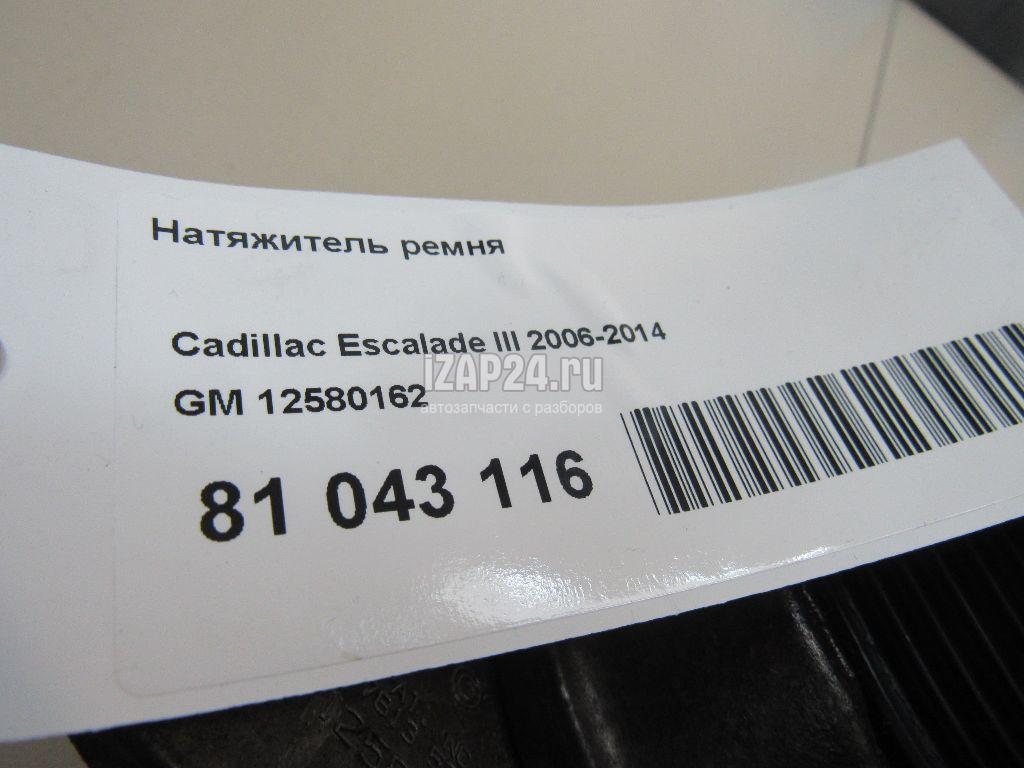 Натяжитель ремня
Cadillac Escalade III 2006-2014
iZAP24.ru
GM 12580162
автозапчасти с разборов
81 043 116